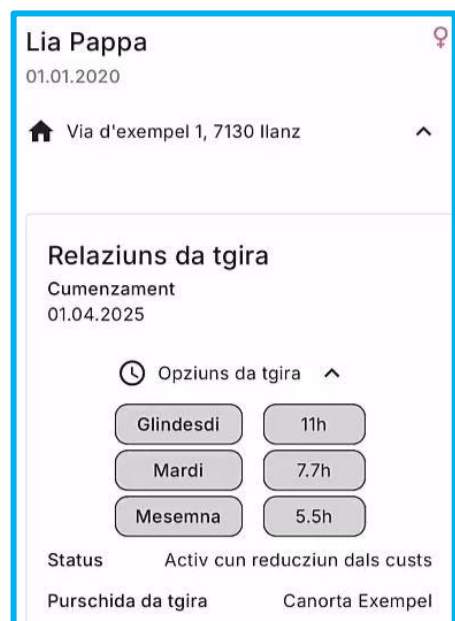 Lia Pappa
01.01.2020
Via d'exempel 1, 7130 Ilanz
Relaziuns da tgira
Cumenzament
01.04.2025
Opziuns da tgira
Glindesdi 11h
Mardi 7.7h
Mesemna 5.5h
Status Activ cun reducziun dals custs
Purschida da tgira Canorta Exempel